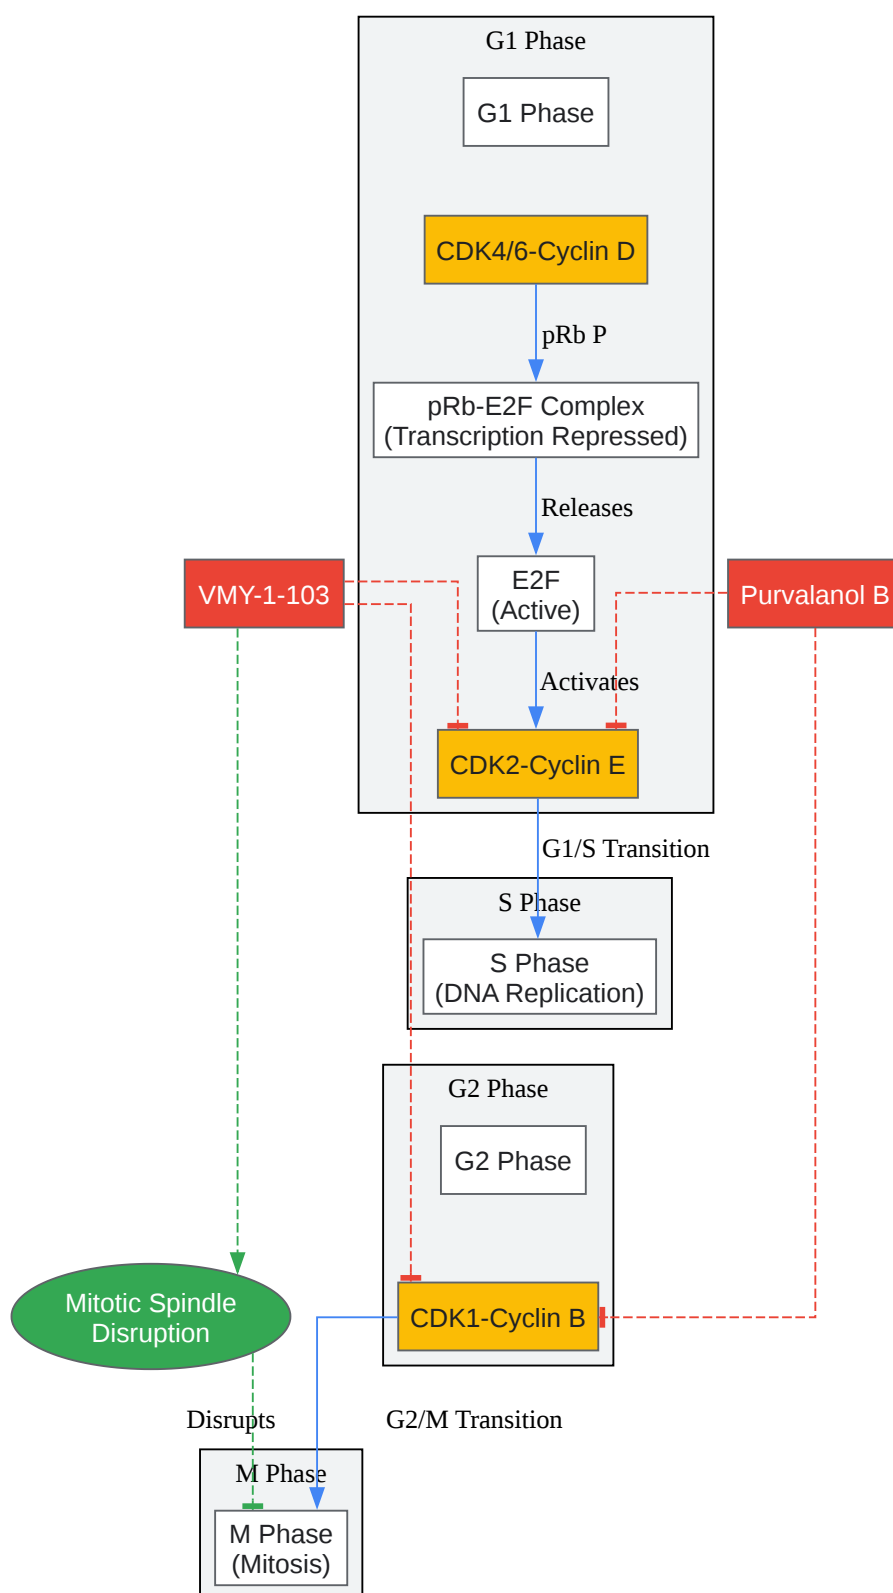 G1 Phase
G1 Phase
CDK4/6-Cyclin D
pRb P
pRb-E2F Complex
(Transcription Repressed)
Releases
VMY-1-103
E2F
(Active)
Purvalanol B
Activates
CDK2-Cyclin E
G1/S Transition
S Phase
S Phase
(DNA Replication)
G2 Phase
G2 Phase
Mitotic Spindle
Disruption
CDK1-Cyclin B
Disrupts
G2/M Transition
M Phase
M Phase
(Mitosis)